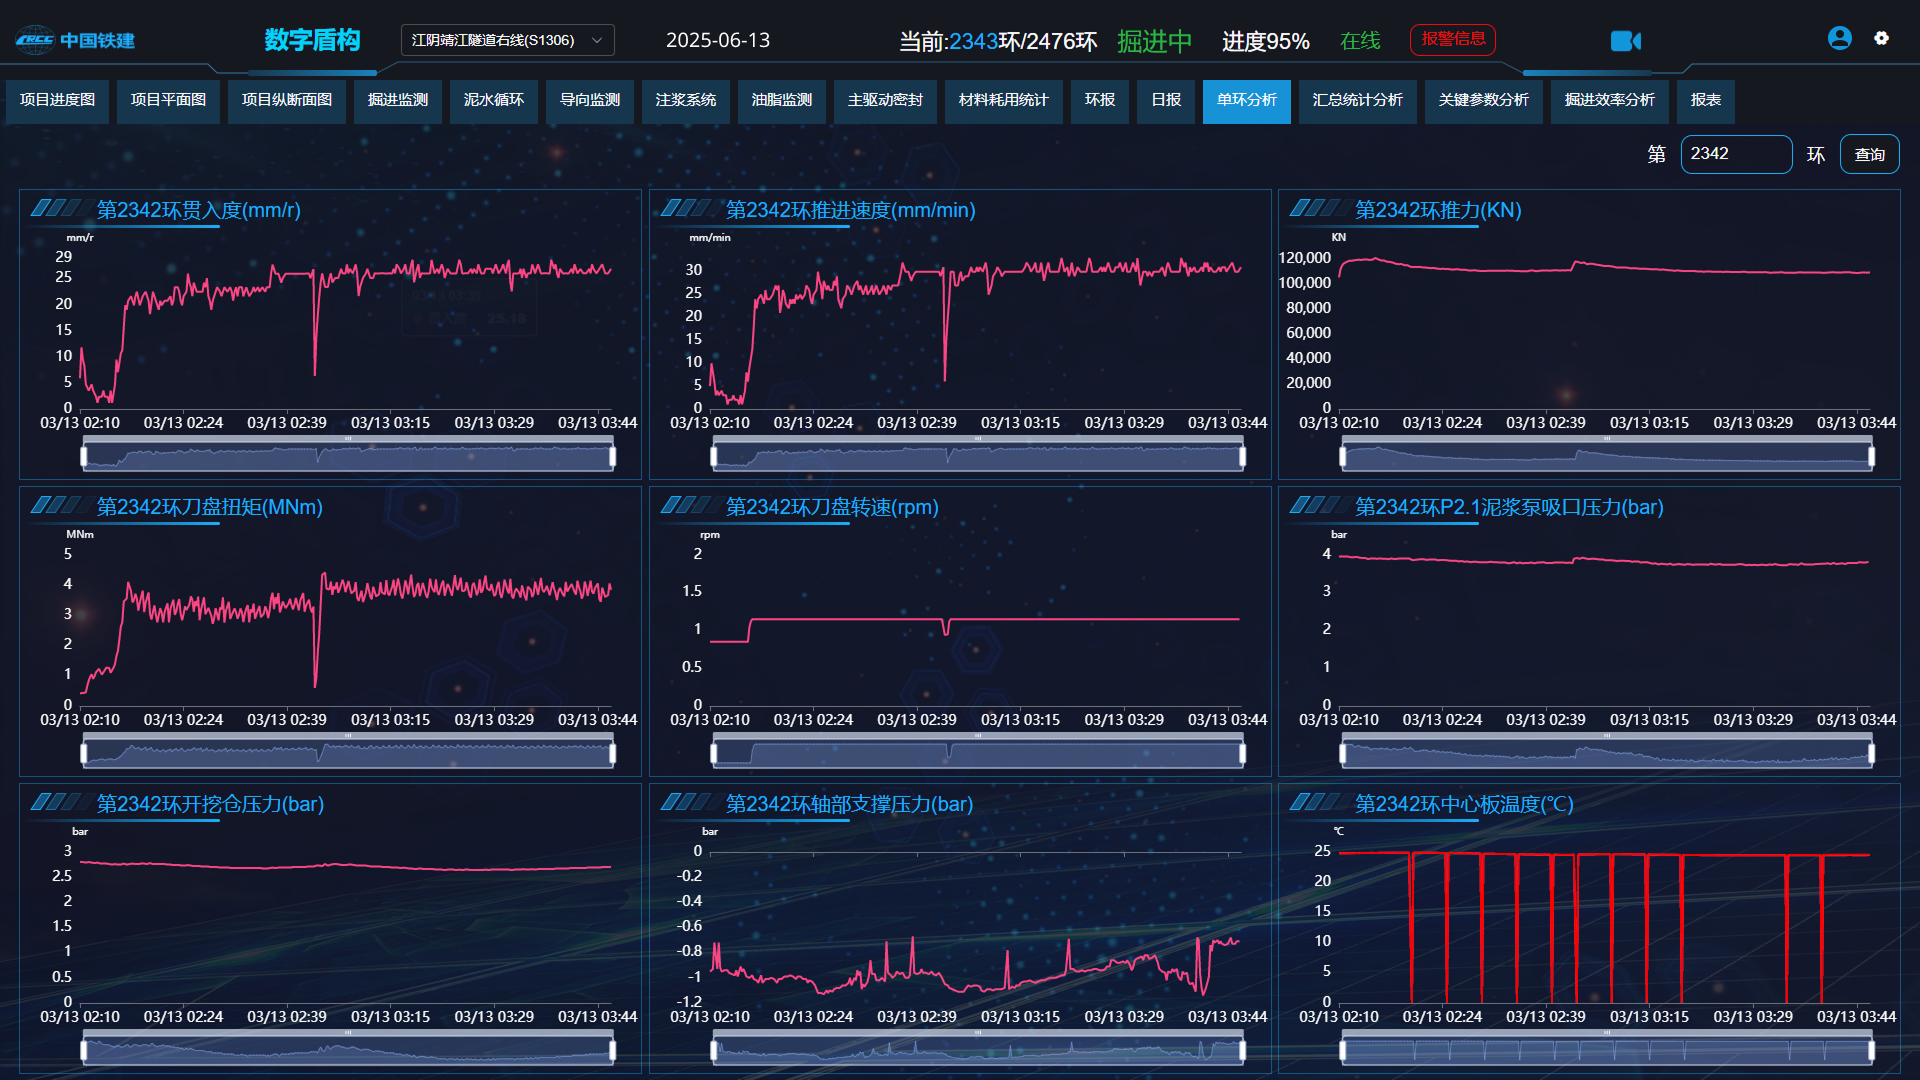 CRCC 中国铁建 数字盾构 江阴靖江隧道右线(S1306) 2025-06-13 当前:2343环/2476环 掘进中 进度95% 在线 报警信息
项目进度图 项目平面图 项目纵断面图 掘进监测 泥水循环 导向监测 注浆系统 油脂监测 主驱动密封 材料耗用统计 环报 日报 单环分析 汇总统计分析 关键参数分析 掘进效率分析 报表
第 2342 环 查询
第2342环贯入度(mm/r)
mm/r
29
25
20
15
10
5
0
03/13 02:10 03/13 02:24 03/13 02:39 03/13 03:15 03/13 03:29 03/13 03:44
第2342环推进速度(mm/min)
mm/min
30
25
20
15
10
5
0
03/13 02:10 03/13 02:24 03/13 02:39 03/13 03:15 03/13 03:29 03/13 03:44
第2342环推力(KN)
KN
120,000
100,000
80,000
60,000
40,000
20,000
0
03/13 02:10 03/13 02:24 03/13 02:39 03/13 03:15 03/13 03:29 03/13 03:44
第2342环刀盘扭矩(MNm)
MNm
5
4
3
2
1
0
03/13 02:10 03/13 02:24 03/13 02:39 03/13 03:15 03/13 03:29 03/13 03:44
第2342环刀盘转速(rpm)
rpm
2
1.5
1
0.5
0
03/13 02:10 03/13 02:24 03/13 02:39 03/13 03:15 03/13 03:29 03/13 03:44
第2342环P2.1泥浆泵吸口压力(bar)
bar
4
3
2
1
0
03/13 02:10 03/13 02:24 03/13 02:39 03/13 03:15 03/13 03:29 03/13 03:44
第2342环开挖仓压力(bar)
bar
3
2.5
2
1.5
1
0.5
0
03/13 02:10 03/13 02:24 03/13 02:39 03/13 03:15 03/13 03:29 03/13 03:44
第2342环轴部支撑压力(bar)
bar
0
-0.2
-0.4
-0.6
-0.8
-1
-1.2
03/13 02:10 03/13 02:24 03/13 02:39 03/13 03:15 03/13 03:29 03/13 03:44
第2342环中心板温度(℃)
℃
25
20
15
10
5
0
03/13 02:10 03/13 02:24 03/13 02:39 03/13 03:15 03/13 03:29 03/13 03:44